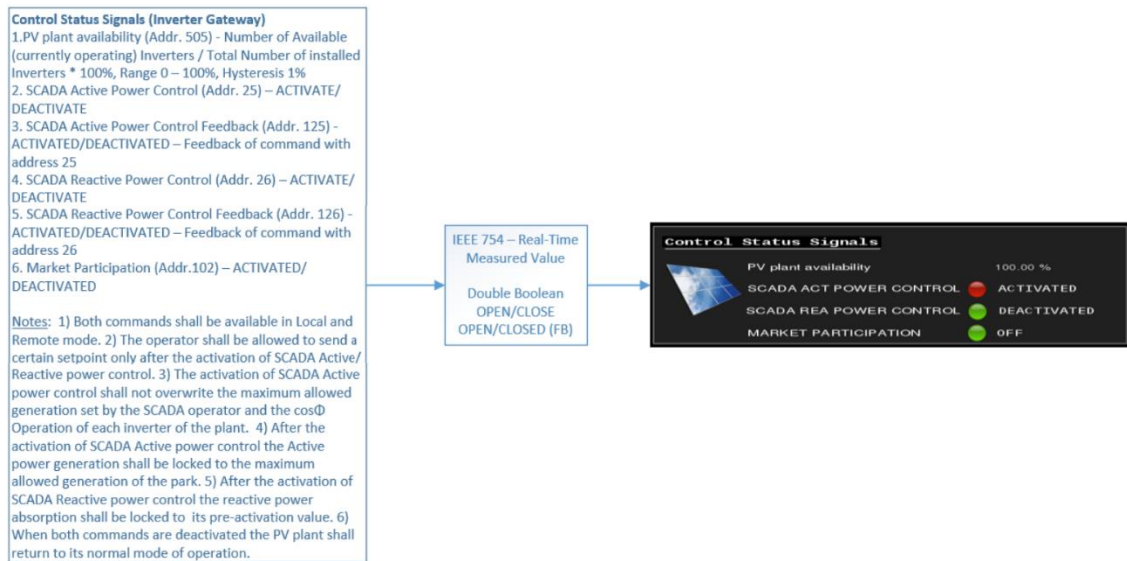 Control Status Signals (Inverter Gateway)
1.PV plant availability (Addr. 505) - Number of Available
(currently operating) Inverters / Total Number of installed
Inverters * 100%, Range 0 – 100%, Hysteresis 1%
2. SCADA Active Power Control (Addr. 25) – ACTIVATE/
DEACTIVATE
3. SCADA Active Power Control Feedback (Addr. 125) -
ACTIVATED/DEACTIVATED – Feedback of command with
address 25
4. SCADA Reactive Power Control (Addr. 26) – ACTIVATE/
DEACTIVATE
5. SCADA Reactive Power Control Feedback (Addr. 126) -
ACTIVATED/DEACTIVATED – Feedback of command with
address 26
6. Market Participation (Addr.102) – ACTIVATED/
DEACTIVATED
Notes: 1) Both commands shall be available in Local and
Remote mode. 2) The operator shall be allowed to send a
certain setpoint only after the activation of SCADA Active/
Reactive power control. 3) The activation of SCADA Active
power control shall not overwrite the maximum allowed
generation set by the SCADA operator and the cosΦ
Operation of each inverter of the plant. 4) After the
activation of SCADA Active power control the Active
power generation shall be locked to the maximum
allowed generation of the park. 5) After the activation of
SCADA Reactive power control the reactive power
absorption shall be locked to its pre-activation value. 6)
When both commands are deactivated the PV plant shall
return to its normal mode of operation.
IEEE 754 – Real-Time
Measured Value
Double Boolean
OPEN/CLOSE
OPEN/CLOSED (FB)
Control Status Signals
PV plant availability 100.00 %
SCADA ACT POWER CONTROL ACTIVATED
SCADA REA POWER CONTROL DEACTIVATED
MARKET PARTICIPATION OFF